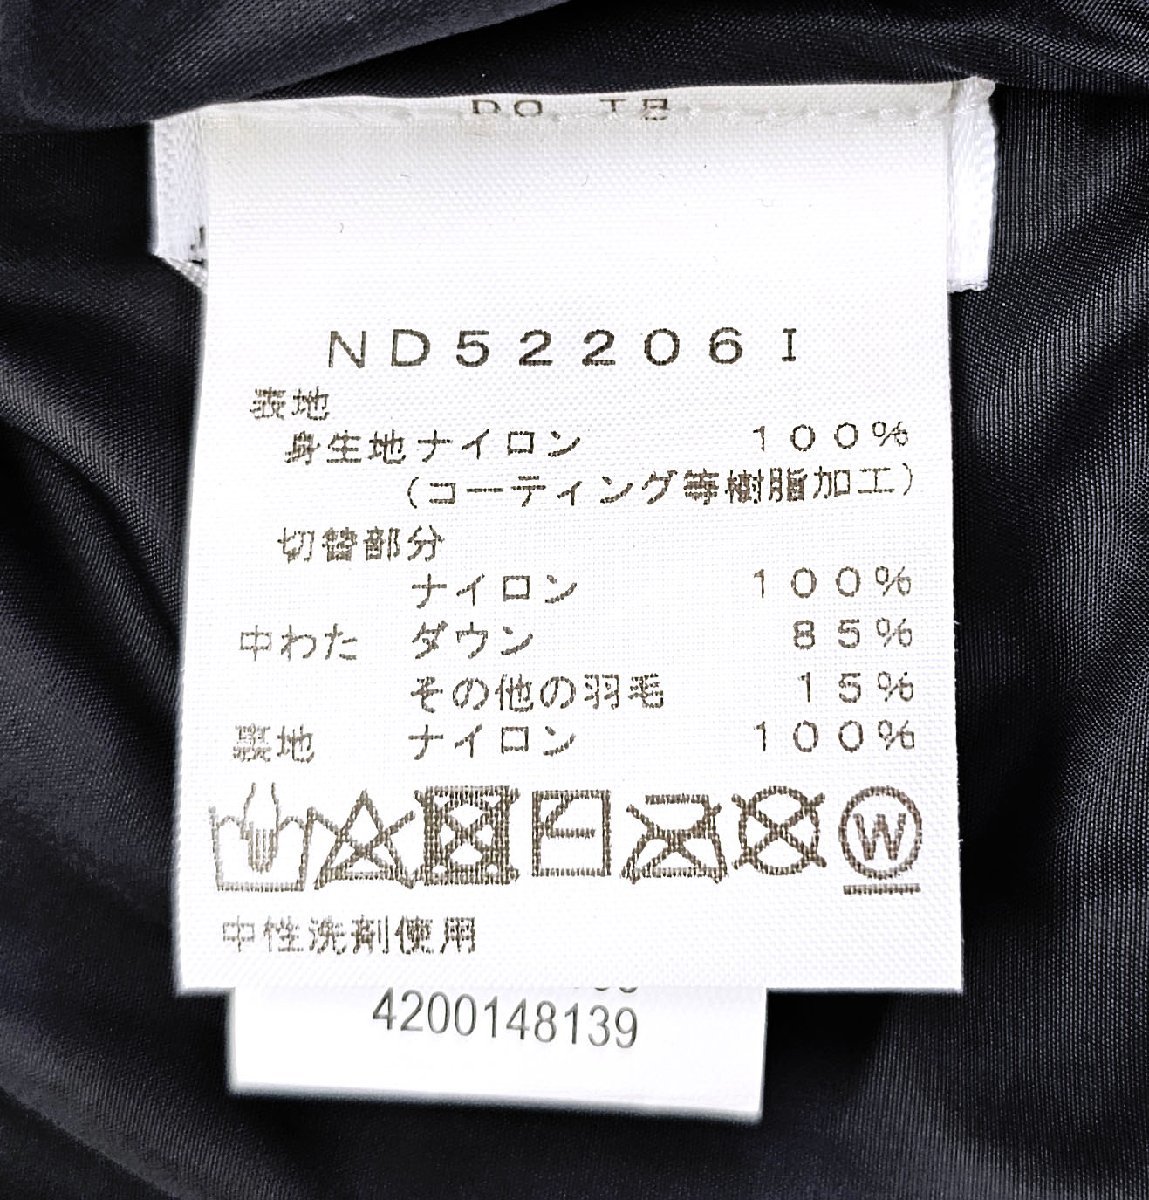 ND52206I
表地
身生地ナイロン 100%
(コーティング等樹脂加工)
切替部分
ナイロン 100%
中わた ダウン 85%
その他の羽毛 15%
裏地 ナイロン 100%
W
中性洗剤使用
4200148139